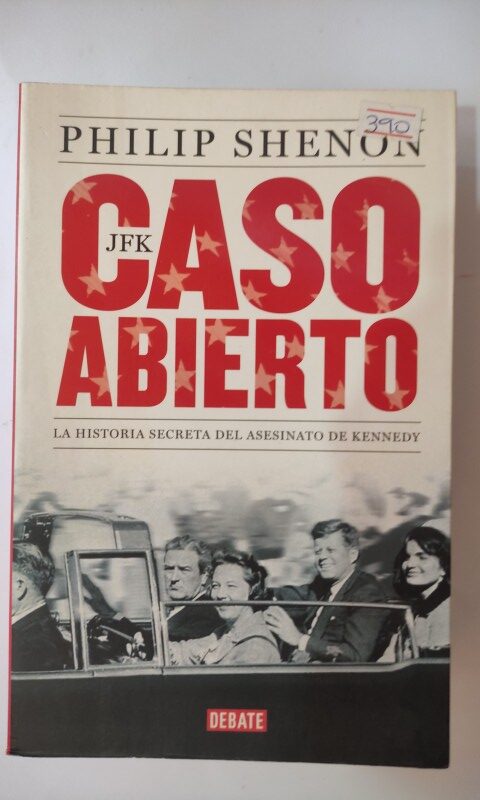 390
PHILIP SHENON
JFK
CASO
ABIERTO
LA HISTORIA SECRETA DEL ASESINATO DE KENNEDY
DEBATE